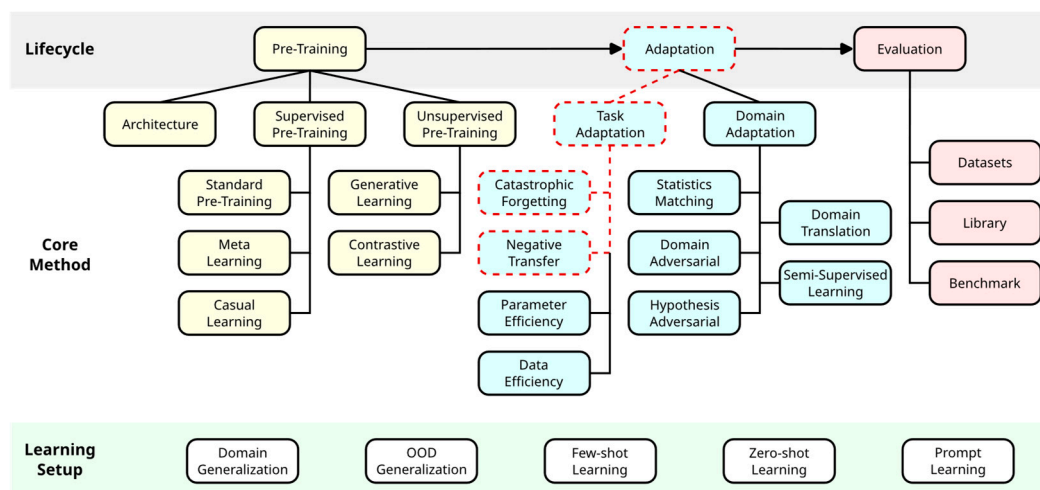 Lifecycle
Pre-Training
Adaptation
Evaluation
Architecture
Supervised
Pre-Training
Unsupervised
Pre-Training
Task
Adaptation
Domain
Adaptation
Core
Method
Standard
Pre-Training
Meta
Learning
Casual
Learning
Generative
Learning
Contrastive
Learning
Catastrophic
Forgetting
Negative
Transfer
Parameter
Efficiency
Data
Efficiency
Statistics
Matching
Domain
Adversarial
Hypothesis
Adversarial
Domain
Translation
Semi-Supervised
Learning
Datasets
Library
Benchmark
Learning
Setup
Domain
Generalization
OOD
Generalization
Few-shot
Learning
Zero-shot
Learning
Prompt
Learning